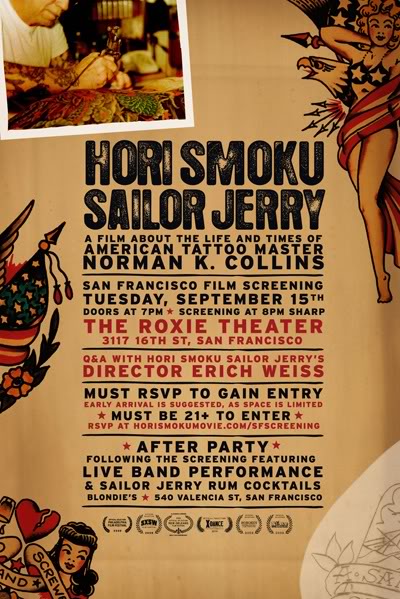 HORI SMOKU
SAILOR JERRY
A FILM ABOUT THE LIFE AND TIMES OF
AMERICAN TATTOO MASTER
NORMAN K. COLLINS
SAN FRANCISCO FILM SCREENING
TUESDAY, SEPTEMBER 15TH
DOORS AT 7PM ★ SCREENING AT 8PM SHARP
THE ROXIE THEATER
3117 16TH ST, SAN FRANCISCO
Q&A WITH HORI SMOKU SAILOR JERRY'S
DIRECTOR ERICH WEISS
MUST RSVP TO GAIN ENTRY
EARLY ARRIVAL IS SUGGESTED, AS SPACE IS LIMITED
★ MUST BE 21+ TO ENTER ★
RSVP AT HORISMOKUMOVIE.COM/SFSCREENING
★ AFTER PARTY ★
FOLLOWING THE SCREENING FEATURING
LIVE BAND PERFORMANCE
& SAILOR JERRY RUM COCKTAILS
BLONDIE'S ★ 540 VALENCIA ST, SAN FRANCISCO
SXSW
XDANCE
AND
SCREW